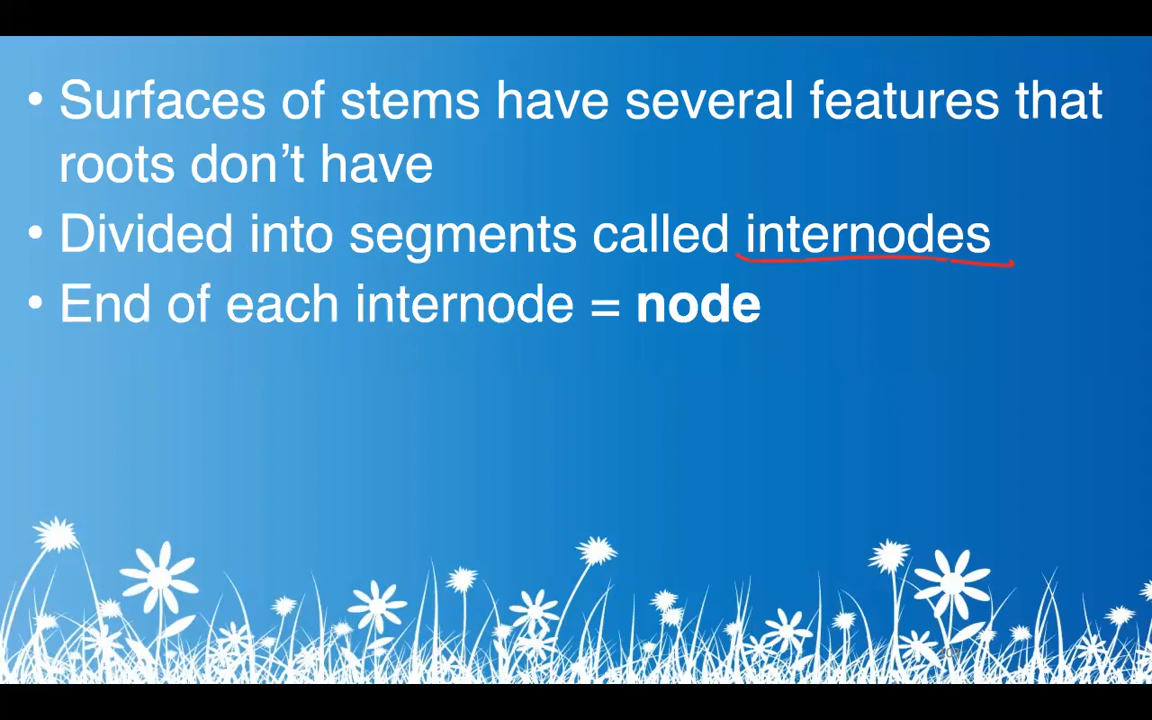 • Surfaces of stems have several features that
roots don’t have
• Divided into segments called internodes
• End of each internode = node